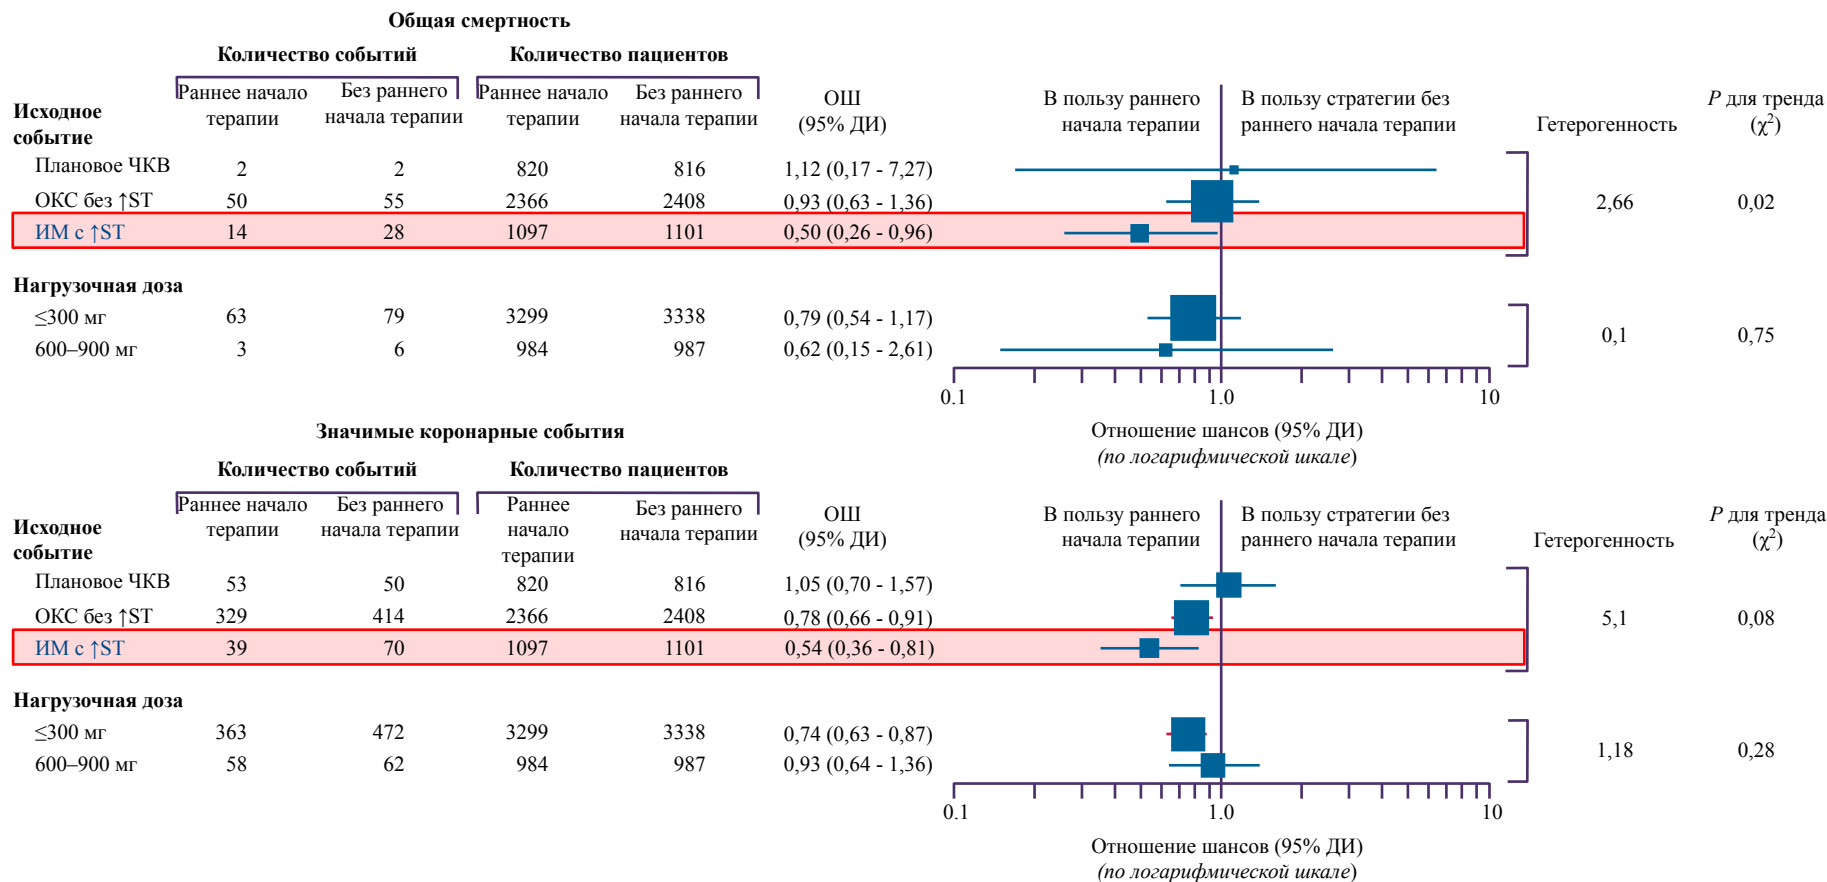 Общая смертность
Количество событий Количество пациентов
Раннее начало терапии Без раннего начала терапии Раннее начало терапии Без раннего начала терапии
Исходное событие ОШ (95% ДИ) В пользу раннего начала терапии В пользу стратегии без раннего начала терапии Гетерогенность P для тренда (χ²)
Плановое ЧКВ 2 2 820 816 1,12 (0,17 - 7,27)
ОКС без ↑ST 50 55 2366 2408 0,93 (0,63 - 1,36) 2,66 0,02
ИМ с ↑ST 14 28 1097 1101 0,50 (0,26 - 0,96)
Нагрузочная доза
≤300 мг 63 79 3299 3338 0,79 (0,54 - 1,17)
0,1 0,75
600–900 мг 3 6 984 987 0,62 (0,15 - 2,61)
0.1 1.0 10
Отношение шансов (95% ДИ)
(по логарифмической шкале)
Значимые коронарные события
Количество событий Количество пациентов
Раннее начало терапии Без раннего начала терапии Раннее начало терапии Без раннего начала терапии
Исходное событие ОШ (95% ДИ) В пользу раннего начала терапии В пользу стратегии без раннего начала терапии Гетерогенность P для тренда (χ²)
Плановое ЧКВ 53 50 820 816 1,05 (0,70 - 1,57)
ОКС без ↑ST 329 414 2366 2408 0,78 (0,66 - 0,91) 5,1 0,08
ИМ с ↑ST 39 70 1097 1101 0,54 (0,36 - 0,81)
Нагрузочная доза
≤300 мг 363 472 3299 3338 0,74 (0,63 - 0,87)
1,18 0,28
600–900 мг 58 62 984 987 0,93 (0,64 - 1,36)
0.1 1.0 10
Отношение шансов (95% ДИ)
(по логарифмической шкале)